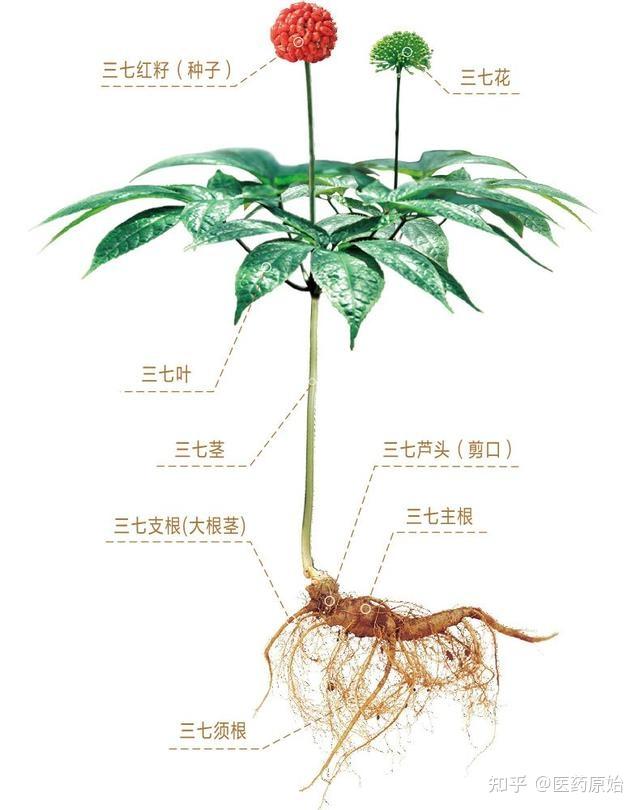 三七红籽（种子）
三七花
三七叶
三七茎
三七芦头（剪口）
三七支根(大根茎)
三七主根
三七须根
知乎 @医药原始